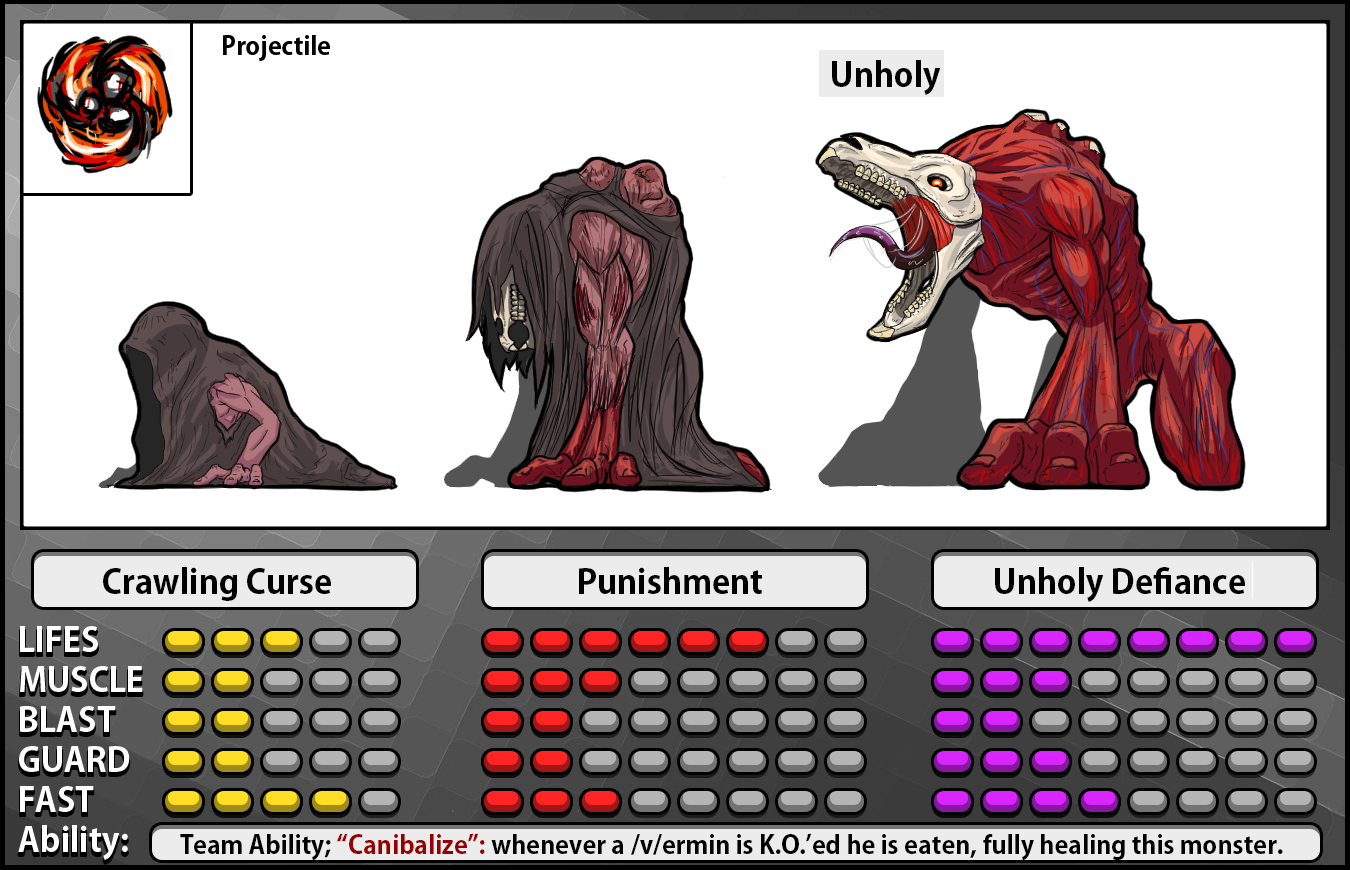 Projectile
Unholy
Crawling Curse
Punishment
Unholy Defiance
LIFES
MUSCLE
BLAST
GUARD
FAST
Ability:
Team Ability; “Canibalize”: whenever a /v/ermin is K.O.’ed he is eaten, fully healing this monster.